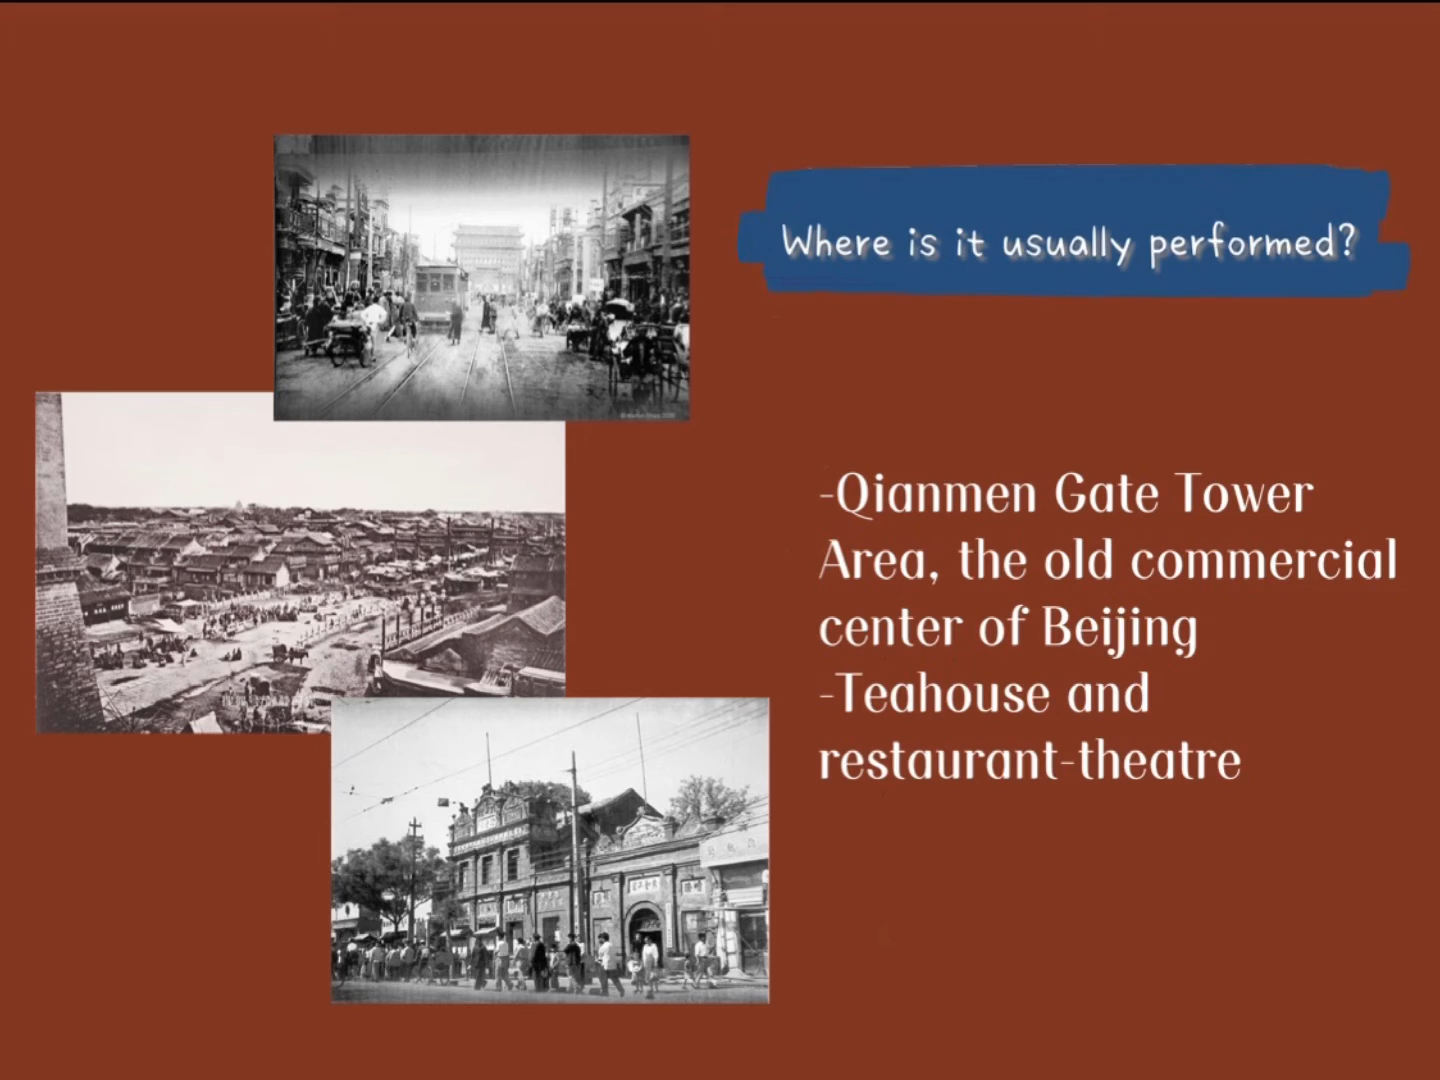 Where is it usually performed?
-Qianmen Gate Tower
Area, the old commercial
center of Beijing
-Teahouse and
restaurant-theatre